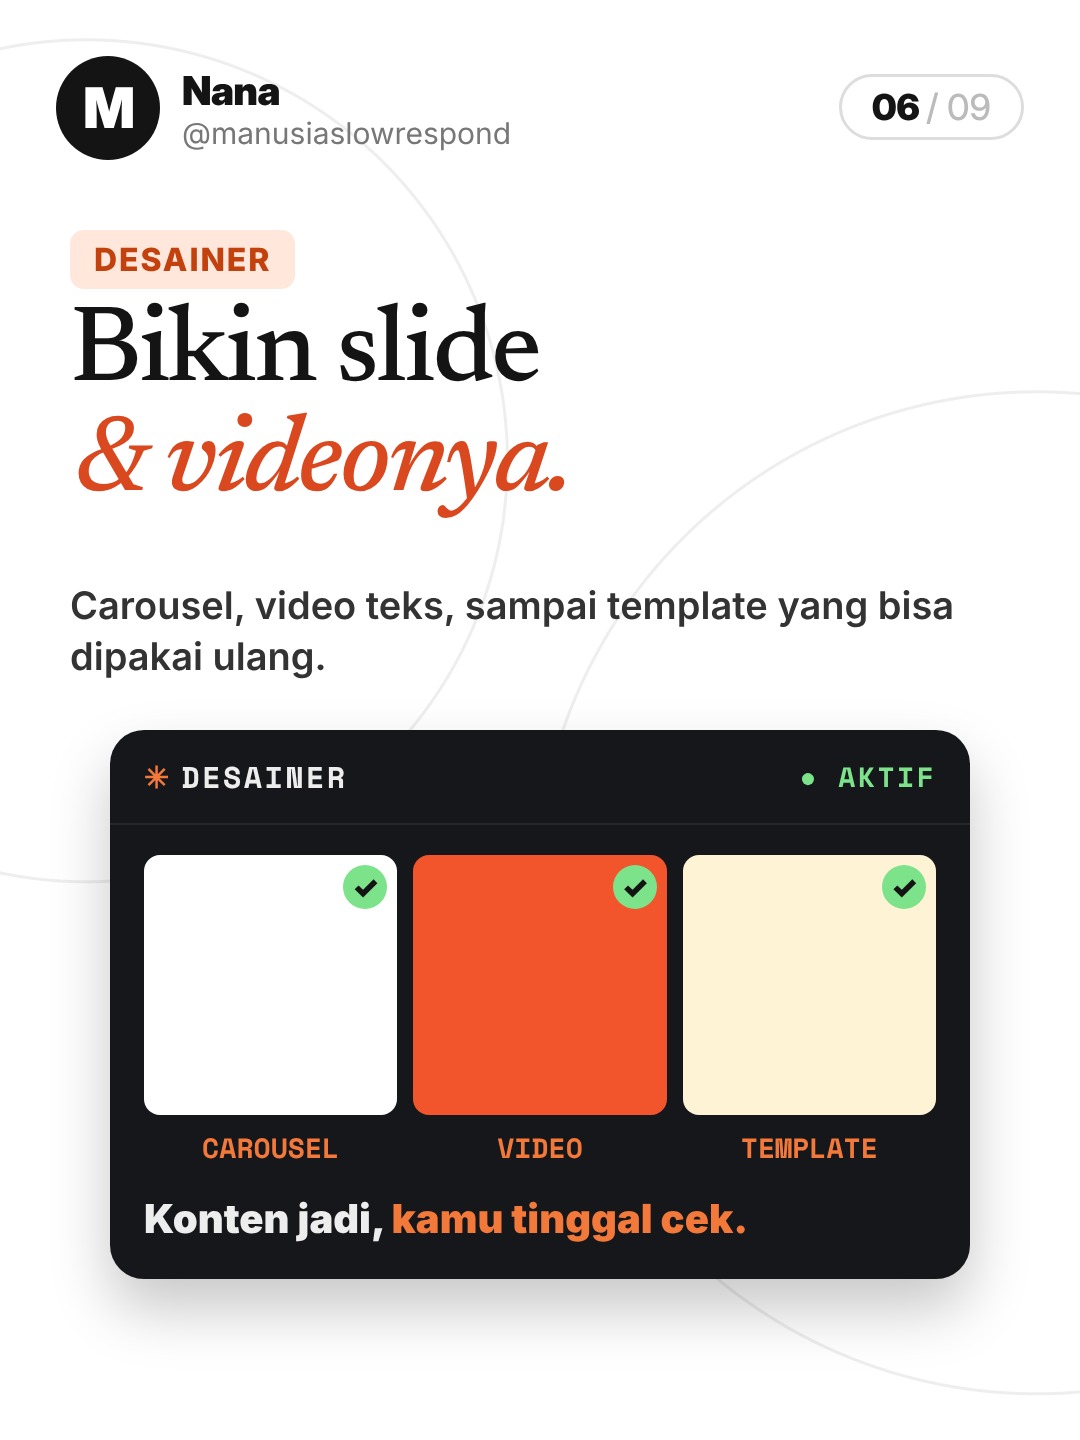 M
Nana
@manusiaslowrespond
06 / 09
DESAINER
Bikin slide
& videonya.
Carousel, video teks, sampai template yang bisa
dipakai ulang.
DESAINER
AKTIF
CAROUSEL
VIDEO
TEMPLATE
Konten jadi, kamu tinggal cek.